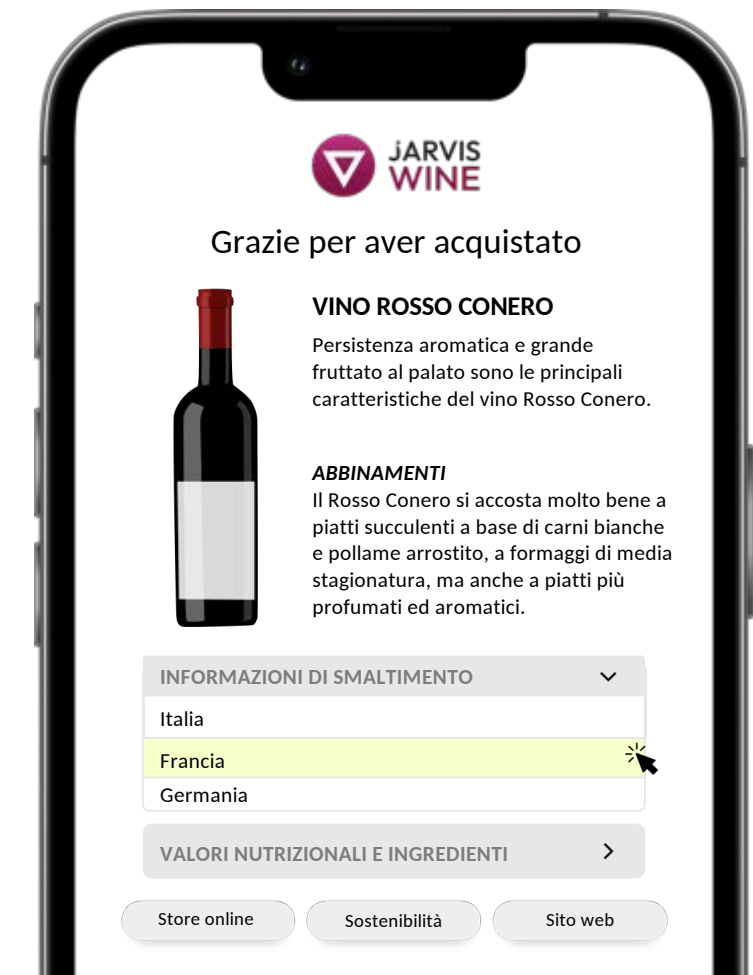 JARVIS
WINE
Grazie per aver acquistato
VINO ROSSO CONERO
Persistenza aromatica e grande
fruttato al palato sono le principali
caratteristiche del vino Rosso Conero.
ABBINAMENTI
Il Rosso Conero si accosta molto bene a
piatti succulenti a base di carni bianche
e pollame arrostito, a formaggi di media
stagionatura, ma anche a piatti più
profumati ed aromatici.
INFORMAZIONI DI SMALTIMENTO
Italia
Francia
Germania
VALORI NUTRIZIONALI E INGREDIENTI
Store online
Sostenibilità
Sito web